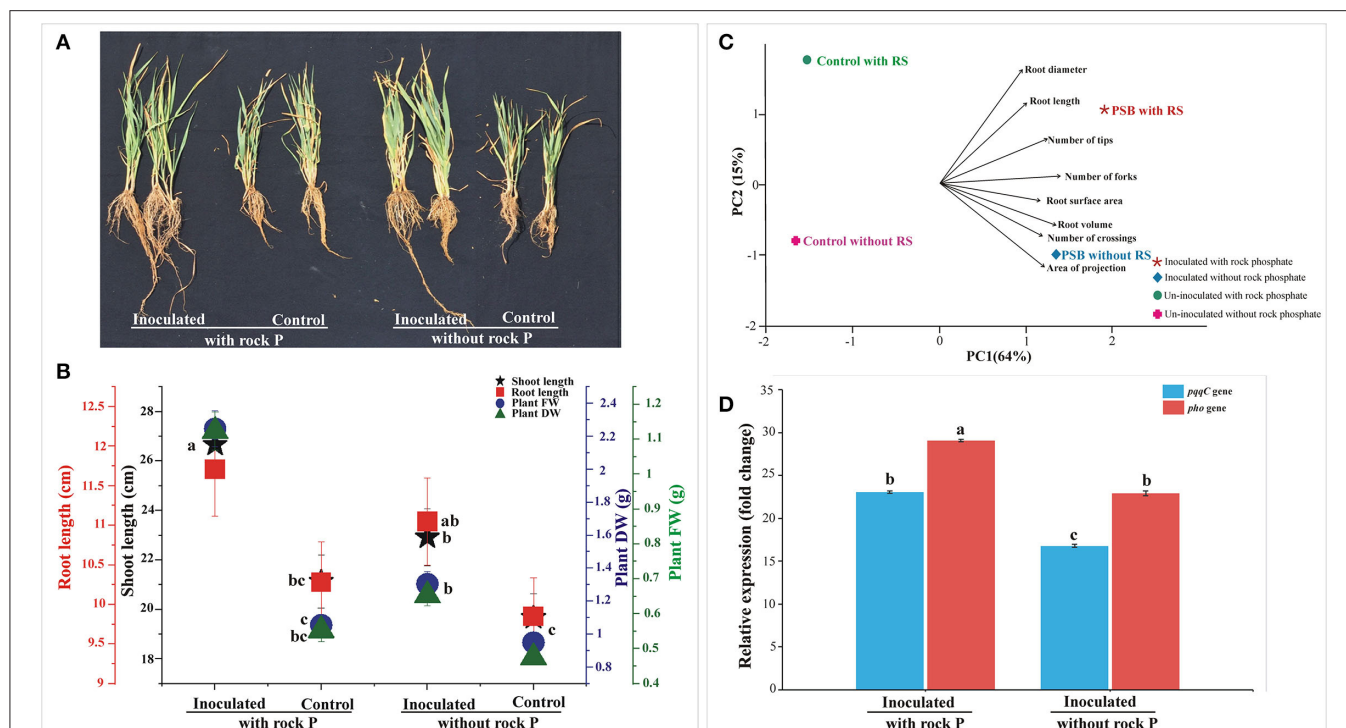 A
Inoculated Control Inoculated Control
with rock P without rock P
B
Root length (cm)
12.5
12
11.5
11
10.5
10
9.5
9
Shoot length (cm)
28
26
24
22
20
18
Shoot length
Root length
Plant FW
Plant DW
a
bc
c
bc
ab
b
b
c
Plant DW (g)
2.4
2.2
2
1.8
1.6
1.4
1.2
1
0.8
Plant FW (g)
1.2
1.1
1
0.9
0.8
0.7
0.6
0.5
0.4
Inoculated Control Inoculated Control
with rock P without rock P
C
PC2 (15%)
1
0
-1
-2
-2 -1 0 1 2
PC1(64%)
Control with RS
Root diameter
Root length
PSB with RS
Number of tips
Number of forks
Root surface area
Root volume
Number of crossings
Control without RS
PSB without RS
Area of projection
Inoculated with rock phosphate
Inoculated without rock phosphate
Un-inoculated with rock phosphate
Un-inoculated without rock phosphate
D
Relative expression (fold change)
35
30
25
20
15
10
5
0
pqqC gene
pho gene
b
a
c
b
Inoculated Inoculated
with rock P without rock P